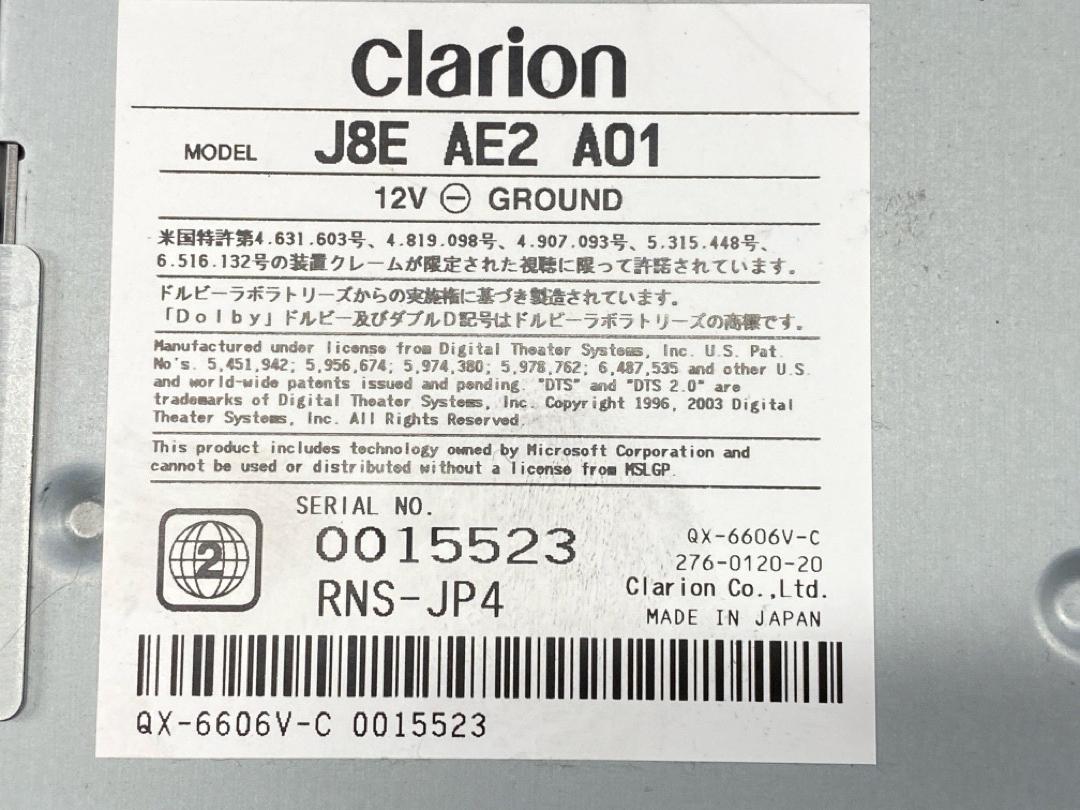 clarion
MODEL J8E AE2 A01
12V ⊖ GROUND
米国特許第4.631.603号、4.819.098号、4.907.093号、5.315.448号、
6.516.132号の装置クレームが限定された視聴に限って許諾されています。
ドルビーラボラトリーズからの実施権に基づき製造されています。
「Dolby」ドルビー及びダブルD記号はドルビーラボラトリーズの商標です。
Manufactured under license from Digital Theater Systems, Inc. U.S. Pat.
No's. 5,451,942; 5,956,674; 5,974,380; 5,978,762; 6,487,535 and other U.S.
and world-wide patents issued and pending. "DTS" and "DTS 2.0" are
trademarks of Digital Theater Systems, Inc. Copyright 1996, 2003 Digital
Theater Systems, Inc. All Rights Reserved.
This product includes technology owned by Microsoft Corporation and
cannot be used or distributed without a license from MSLGP.
2
SERIAL NO.
0015523
RNS-JP4
QX-6606V-C
276-0120-20
Clarion Co.,Ltd.
MADE IN JAPAN
QX-6606V-C 0015523